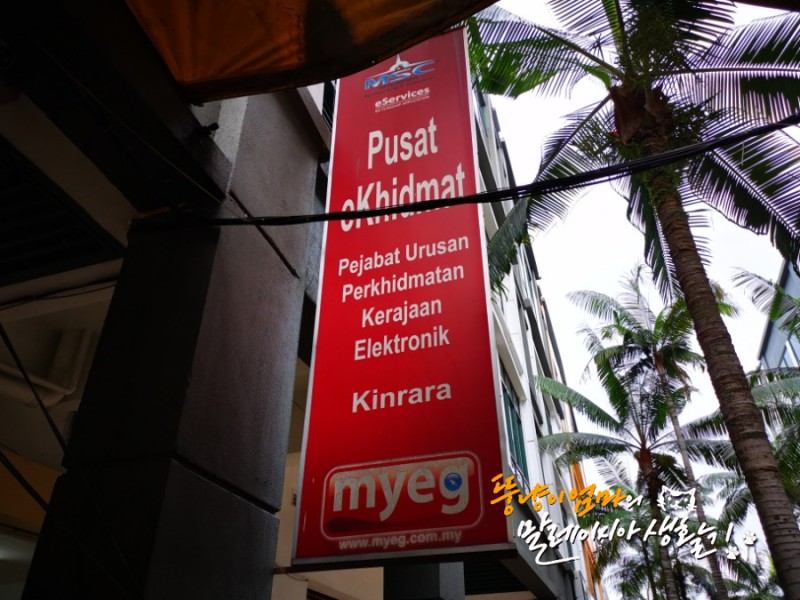 MSC
eServices
Pusat
eKhidmat
Pejabat Urusan
Perkhidmatan
Kerajaan
Elektronik
Kinrara
myeg
www.myeg.com.my
뚱냥이엄마의
말레이시아 생활기